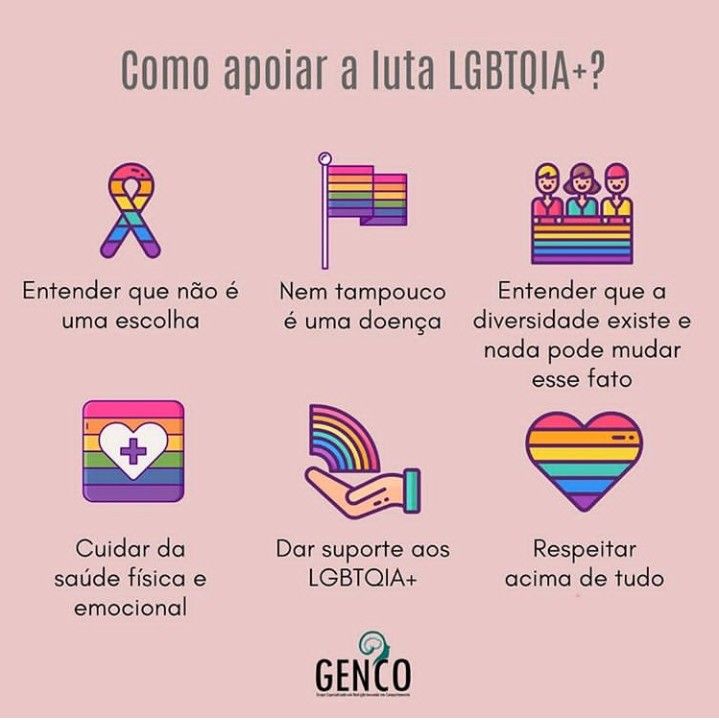 Como apoiar a luta LGBTQIA+?
Entender que não é
uma escolha
Nem tampouco
é uma doença
Entender que a
diversidade existe e
nada pode mudar
esse fato
Cuidar da
saúde física e
emocional
Dar suporte aos
LGBTQIA+
Respeitar
acima de tudo
GENCO